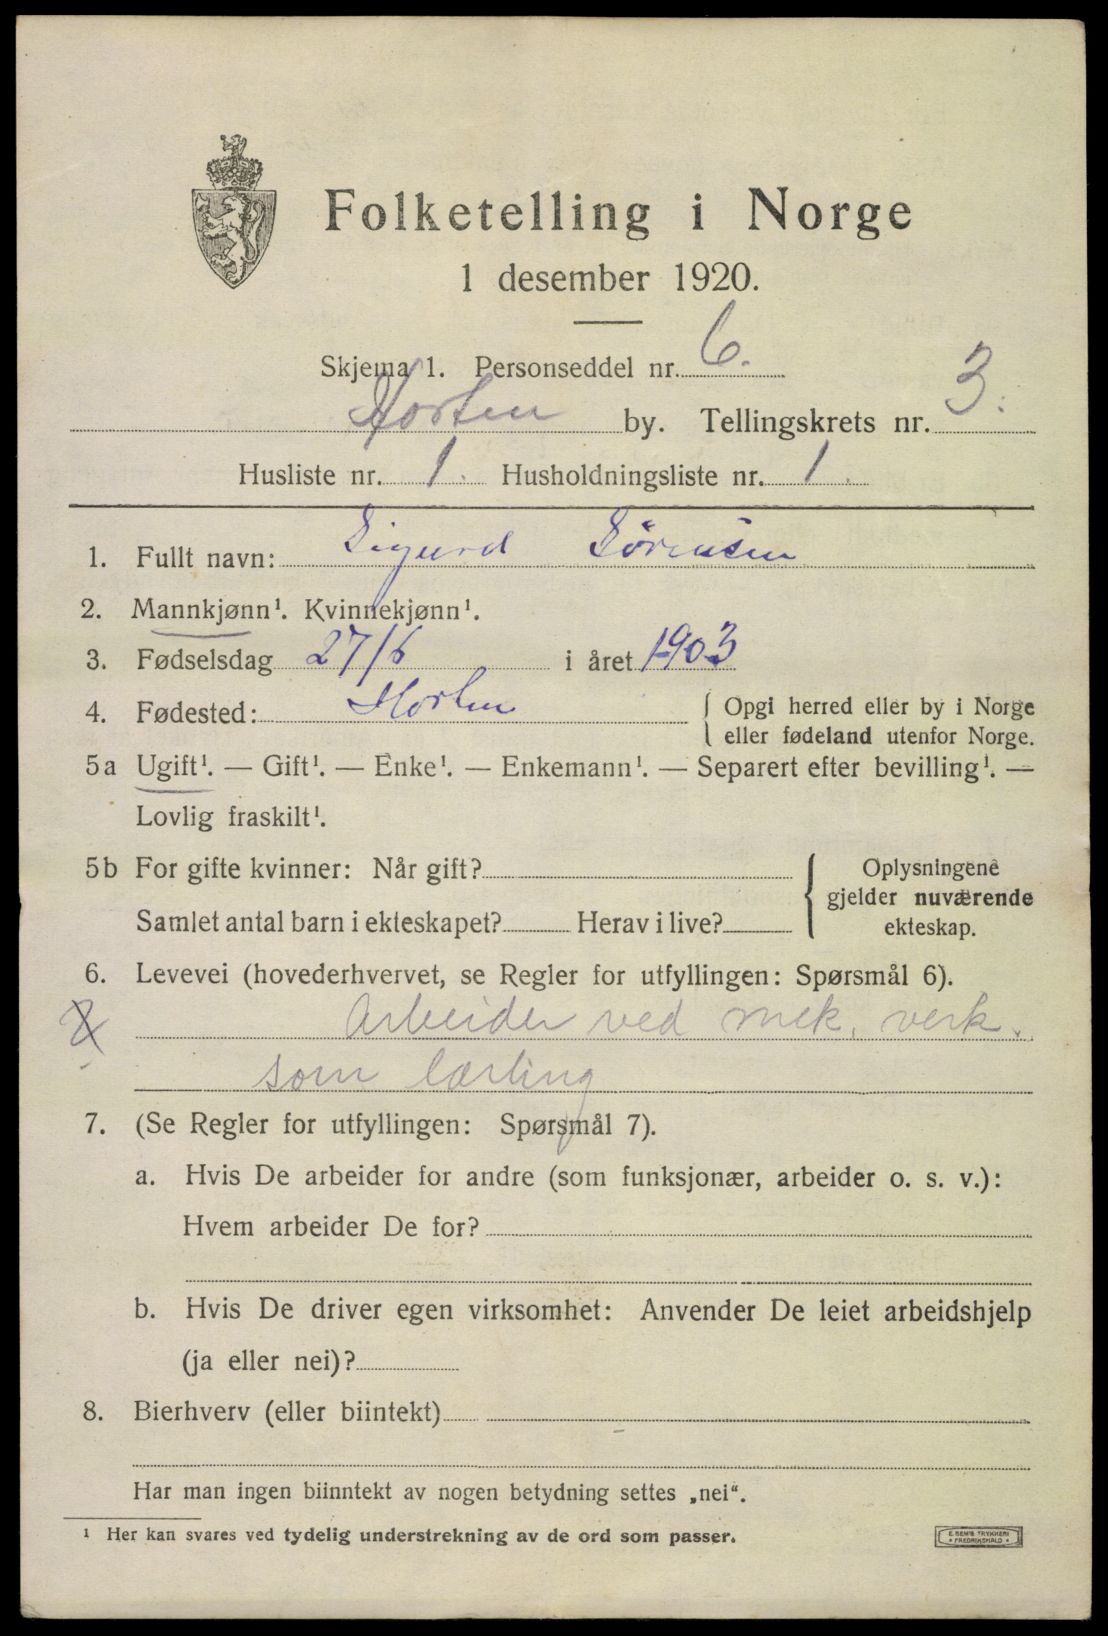 Folketelling i Norge
1 desember 1920.
Skjema 1. Personseddel nr. 6.
Horten by. Tellingskrets nr. 3.
Husliste nr. 1. Husholdningsliste nr. 1.
1. Fullt navn: Sigurd Sörensen
2. Mannkjønn¹. Kvinnekjønn¹.
3. Fødselsdag 27/6 i året 1903
4. Fødested: Horten { Opgi herred eller by i Norge
eller fødeland utenfor Norge.
5a Ugift¹. — Gift¹. — Enke¹. — Enkemann¹. — Separert efter bevilling¹. —
Lovlig fraskilt¹.
5b For gifte kvinner: Når gift? { Oplysningene
gjelder nuværende
Samlet antal barn i ekteskapet? Herav i live? ekteskap.
6. Levevei (hovederhvervet, se Regler for utfyllingen: Spørsmål 6).
Arbeider ved mek. verk.
som lærling
7. (Se Regler for utfyllingen: Spørsmål 7).
a. Hvis De arbeider for andre (som funksjonær, arbeider o. s. v.):
Hvem arbeider De for?
b. Hvis De driver egen virksomhet: Anvender De leiet arbeidshjelp
(ja eller nei)?
8. Bierhverv (eller biintekt)
Har man ingen biinntekt av nogen betydning settes „nei“.
¹ Her kan svares ved tydelig understrekning av de ord som passer.
E. SEM'S TRYKKERI
• FREDRIKSHALD •